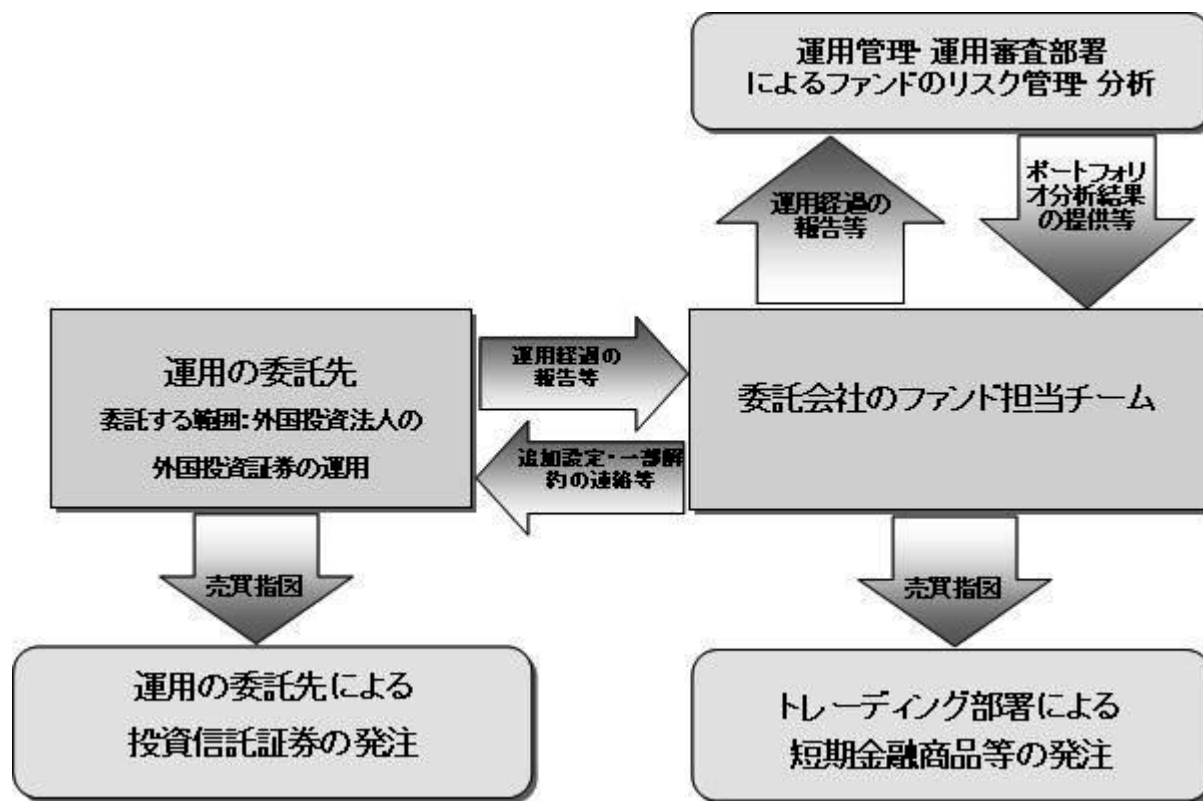 運用管理・運用審査部署
によるファンドのリスク管理・分析
運用経過の
報告等
ポートフォリ
オ分析結果
の提供等
運用の委託先
委託する範囲:外国投資法人の
外国投資証券の運用
運用経過の
報告等
追加設定・一部解
約の連絡等
委託会社のファンド担当チーム
売買指図
売買指図
運用の委託先による
投資信託証券の発注
トレーディング部署による
短期金融商品等の発注